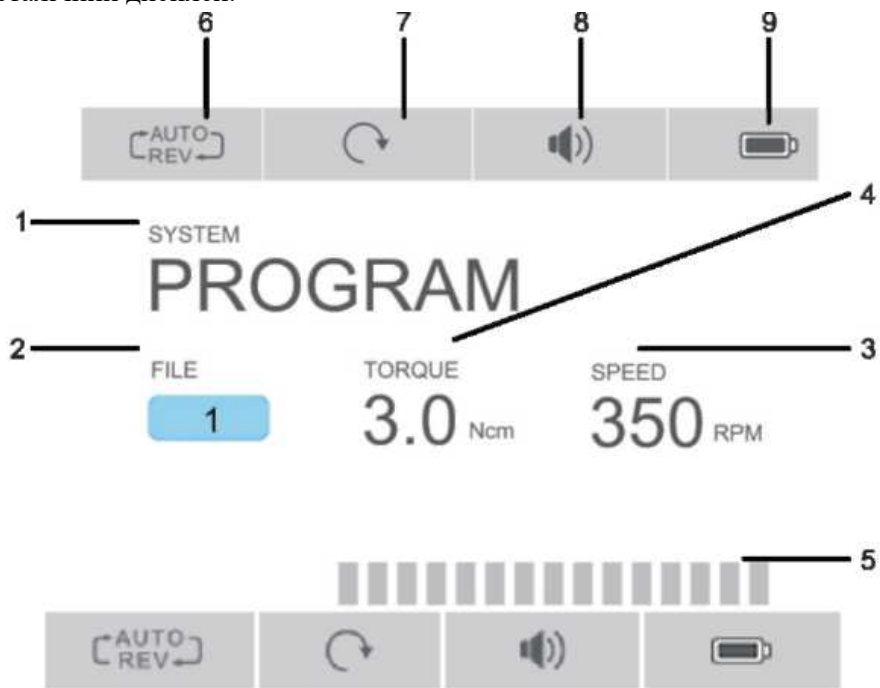 6 7 8 9
AUTO
REV
4
1
SYSTEM
PROGRAM
2 3
FILE TORQUE SPEED
1 3.0 Ncm 350 RPM
5
AUTO
REV